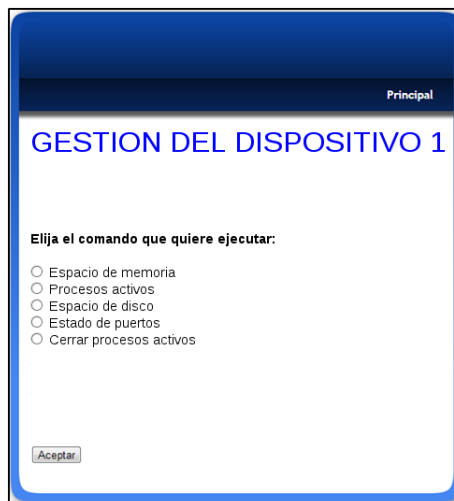 Principal
GESTION DEL DISPOSITIVO 1
Elija el comando que quiere ejecutar:
Espacio de memoria
Procesos activos
Espacio de disco
Estado de puertos
Cerrar procesos activos
Aceptar